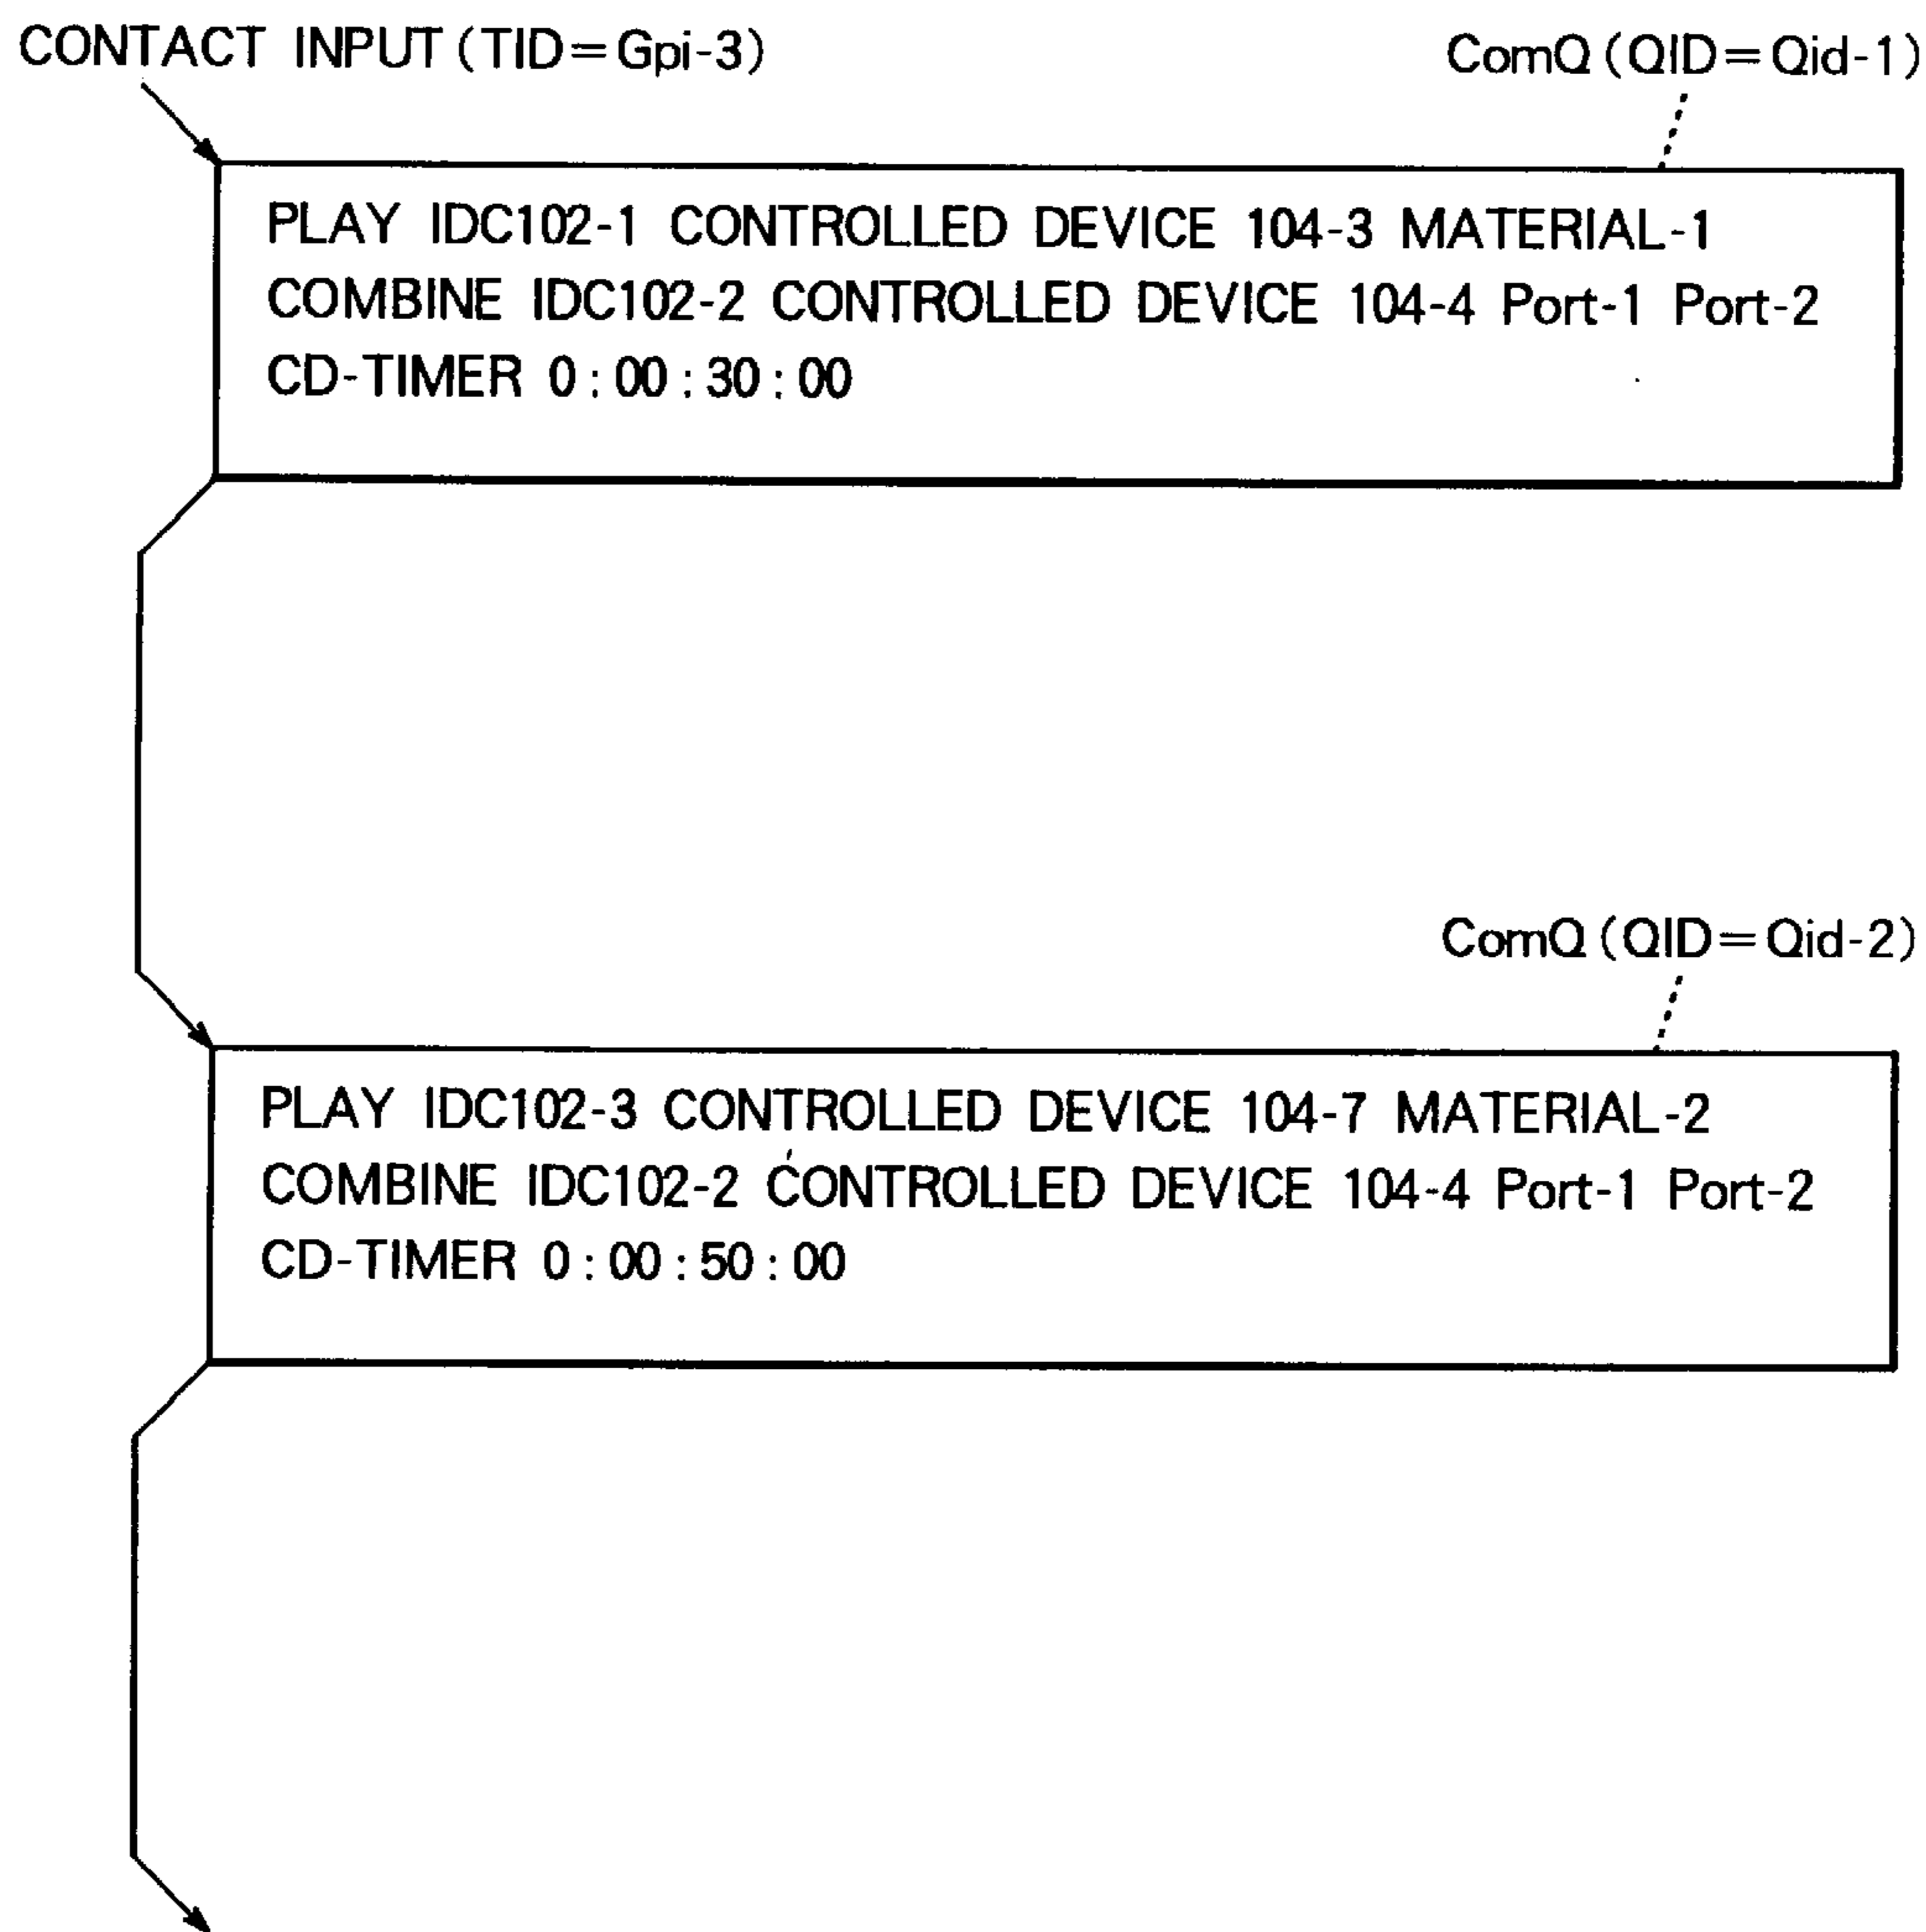 CONTACT INPUT (TID=Gpi-3)
ComQ (QID=Qid-1)
PLAY IDC102-1 CONTROLLED DEVICE 104-3 MATERIAL-1
COMBINE IDC102-2 CONTROLLED DEVICE 104-4 Port-1 Port-2
CD-TIMER 0:00:30:00
ComQ (QID=Qid-2)
PLAY IDC102-3 CONTROLLED DEVICE 104-7 MATERIAL-2
COMBINE IDC102-2 CONTROLLED DEVICE 104-4 Port-1 Port-2
CD-TIMER 0:00:50:00